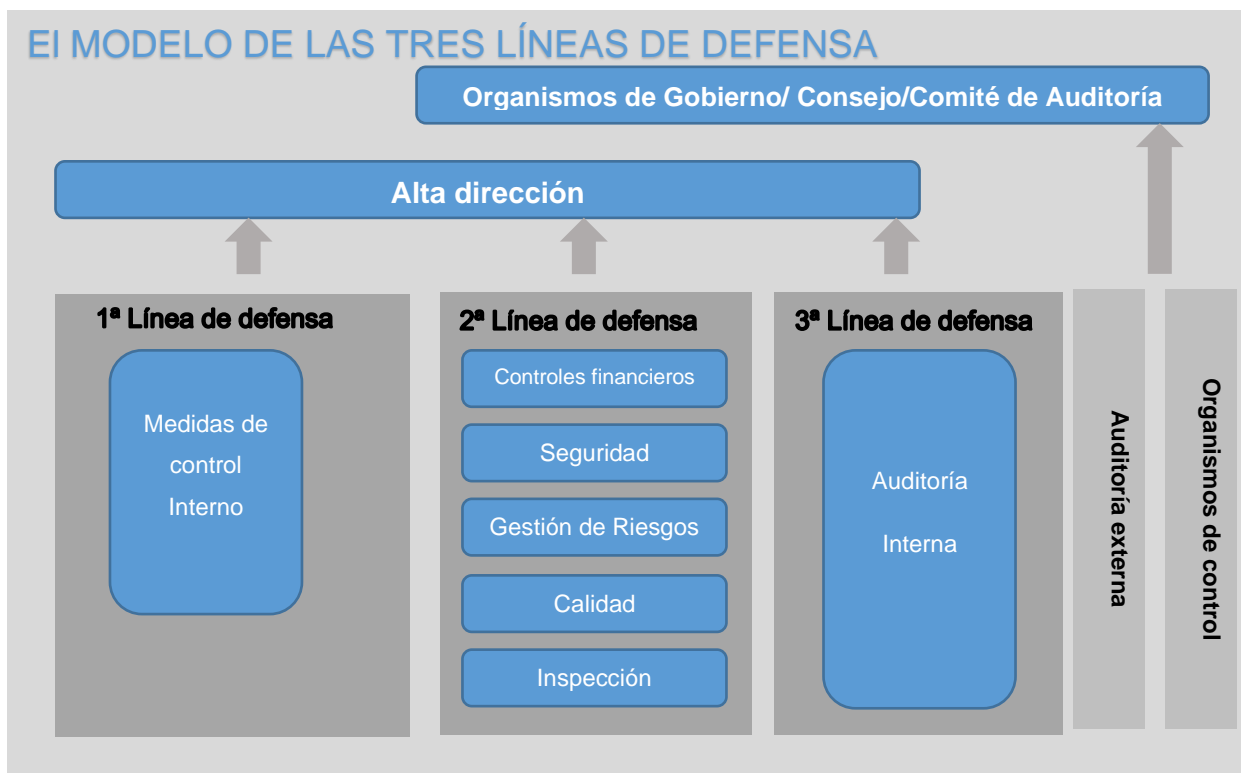 El MODELO DE LAS TRES LÍNEAS DE DEFENSA
Organismos de Gobierno/ Consejo/Comité de Auditoría
Alta dirección
1ª Línea de defensa
Medidas de
control
Interno
2ª Línea de defensa
Controles financieros
Seguridad
Gestión de Riesgos
Calidad
Inspección
3ª Línea de defensa
Auditoría
Interna
Auditoría externa
Organismos de control